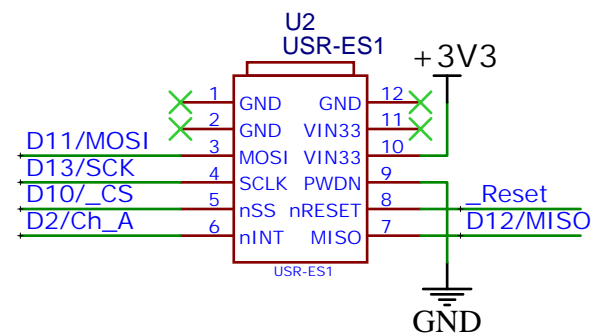 U2
USR-ES1
+3V3
1 GND GND 12
2 GND VIN33 11
D11/MOSI 3 MOSI VIN33 10
D13/SCK 4 SCLK PWDN 9
D10/_CS 5 nSS nRESET 8 _Reset
D2/Ch_A 6 nINT MISO 7 D12/MISO
USR-ES1
GND